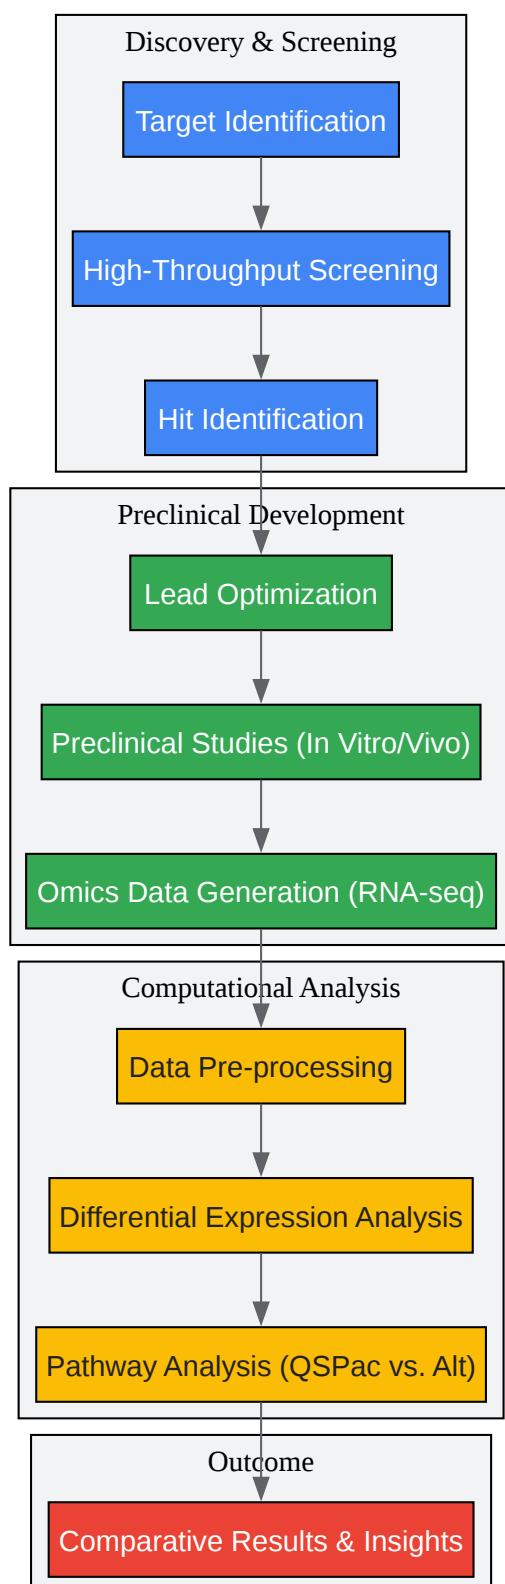 Discovery & Screening
Target Identification
High-Throughput Screening
Hit Identification
Preclinical Development
Lead Optimization
Preclinical Studies (In Vitro/Vivo)
Omics Data Generation (RNA-seq)
Computational Analysis
Data Pre-processing
Differential Expression Analysis
Pathway Analysis (QSPac vs. Alt)
Outcome
Comparative Results & Insights